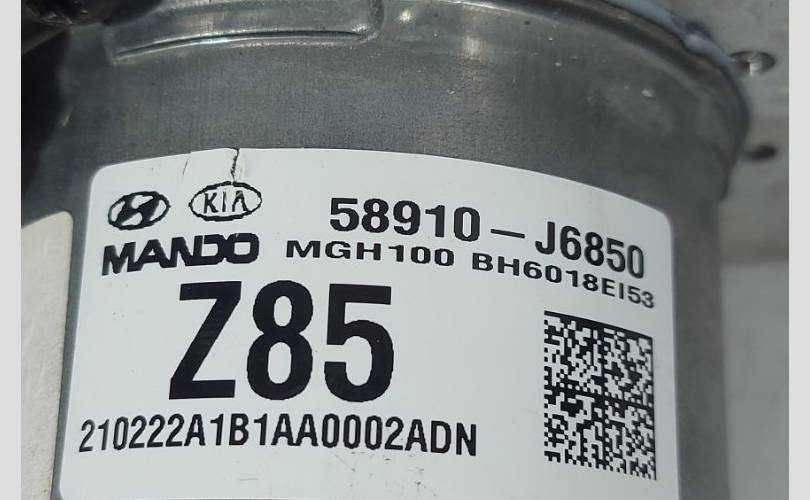 KIA 58910-J6850
MANDO MGH100 BH6018EI53
Z85
210222A1B1AA0002ADN